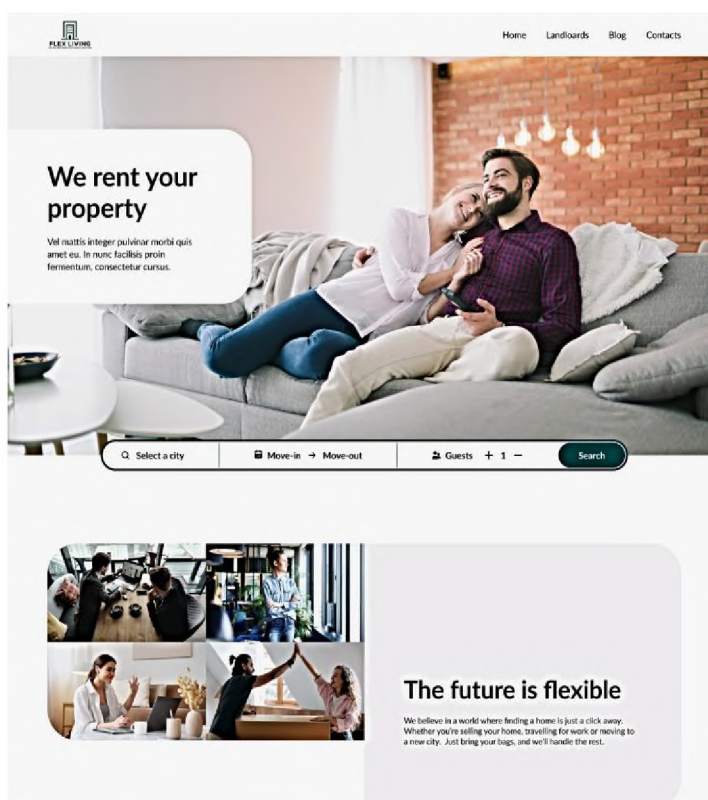 FLEX LIVING
Home Landloards Blog Contacts
We rent your
property
Vel mattis integer pulvinar morbi quis
amet eu. In nunc facilisis proin
fermentum, consectetur cursus.
Select a city Move-in → Move-out Guests + 1 − Search
The future is flexible
We believe in a world where finding a home is just a click away.
Whether you're selling your home, travelling for work or moving to
a new city. Just bring your bags, and we'll handle the rest.